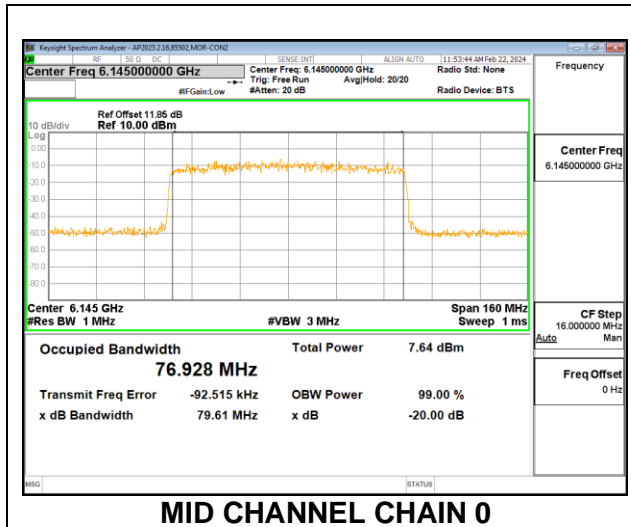 Keysight Spectrum Analyzer - AP2023.2.16,85502,MOR-CON2
RF 50 Ω DC SENSE:INT ALIGN AUTO 11:53:44 AM Feb 22, 2024
Center Freq 6.145000000 GHz Center Freq: 6.145000000 GHz Radio Std: None
Trig: Free Run Avg|Hold: 20/20
#IFGain:Low #Atten: 20 dB Radio Device: BTS
Ref Offset 11.85 dB
10 dB/div Ref 10.00 dBm
Log
0.00
-10.0
-20.0
-30.0
-40.0
-50.0
-60.0
-70.0
-80.0
Center 6.145 GHz Span 160 MHz
#Res BW 1 MHz #VBW 3 MHz Sweep 1 ms
Occupied Bandwidth Total Power 7.64 dBm
76.928 MHz
Transmit Freq Error -92.515 kHz OBW Power 99.00 %
x dB Bandwidth 79.61 MHz x dB -20.00 dB
MSG STATUS
Frequency
Center Freq
6.145000000 GHz
CF Step
16.000000 MHz
Auto Man
Freq Offset
0 Hz
MID CHANNEL CHAIN 0